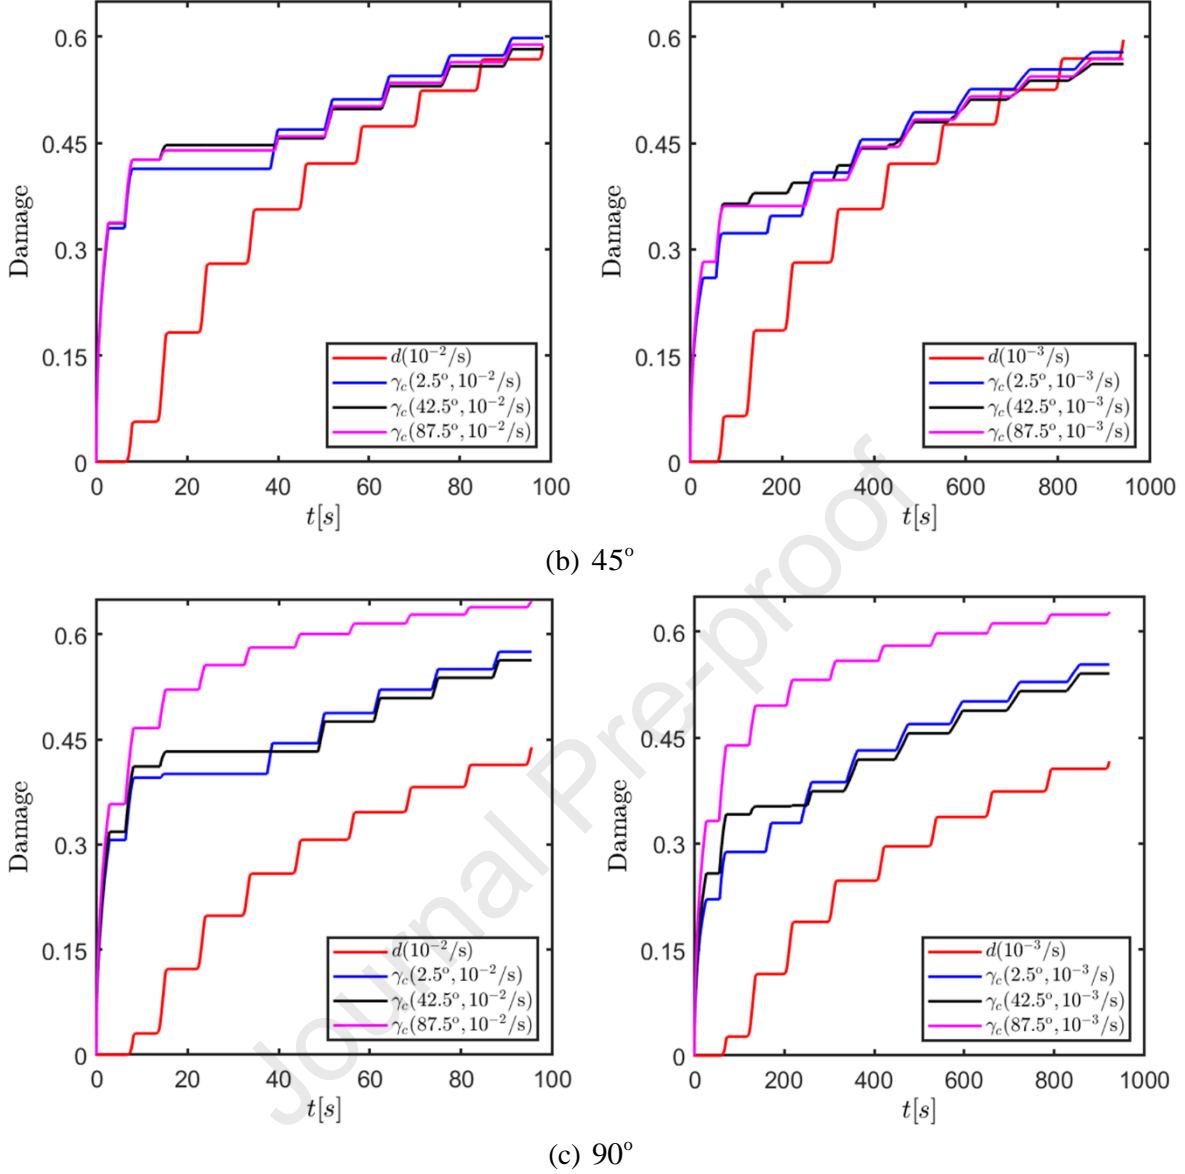 0.6
0.45
0.3
0.15
0
Damage
0 20 40 60 80 100
t[s]
d(10⁻²/s)
γc(2.5°, 10⁻²/s)
γc(42.5°, 10⁻²/s)
γc(87.5°, 10⁻²/s)
0.6
0.45
0.3
0.15
0
Damage
0 200 400 600 800 1000
t[s]
d(10⁻³/s)
γc(2.5°, 10⁻³/s)
γc(42.5°, 10⁻³/s)
γc(87.5°, 10⁻³/s)
(b) 45°
0.6
0.45
0.3
0.15
0
Damage
0 20 40 60 80 100
t[s]
d(10⁻²/s)
γc(2.5°, 10⁻²/s)
γc(42.5°, 10⁻²/s)
γc(87.5°, 10⁻²/s)
0.6
0.45
0.3
0.15
0
Damage
0 200 400 600 800 1000
t[s]
d(10⁻³/s)
γc(2.5°, 10⁻³/s)
γc(42.5°, 10⁻³/s)
γc(87.5°, 10⁻³/s)
(c) 90°
Journal Pre-proof